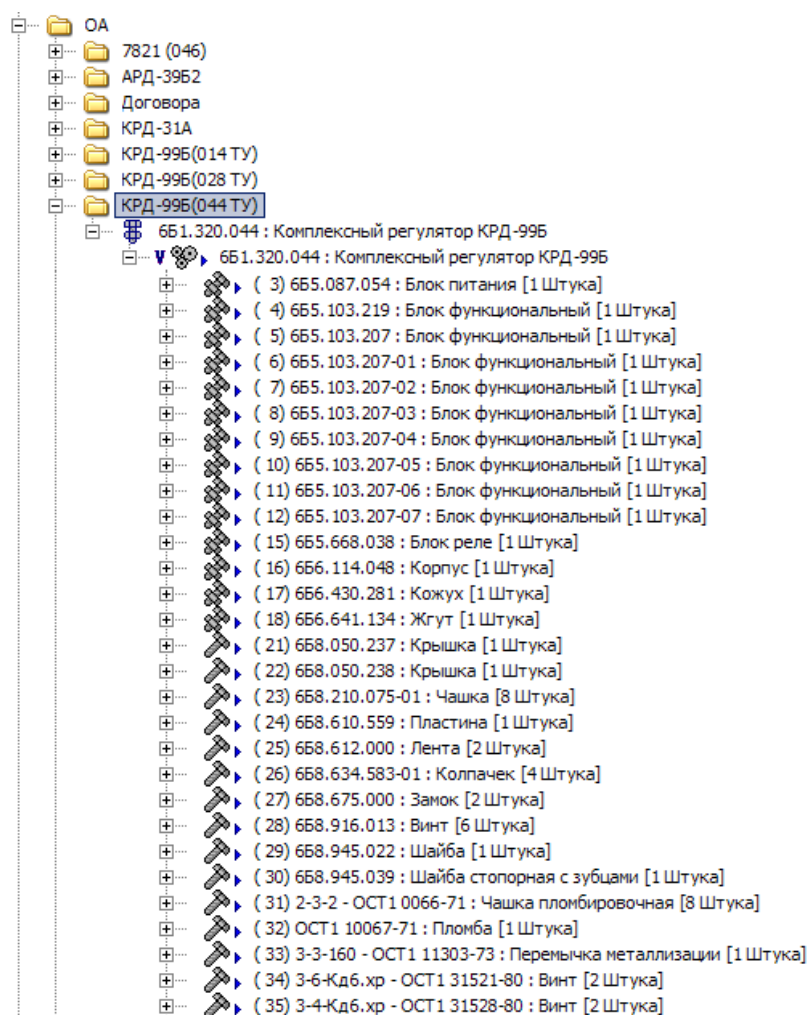 ОА
7821 (046)
АРД-39Б2
Договора
КРД-31А
КРД-99Б(014 ТУ)
КРД-99Б(028 ТУ)
КРД-99Б(044 ТУ)
6Б1.320.044 : Комплексный регулятор КРД-99Б
V 6Б1.320.044 : Комплексный регулятор КРД-99Б
( 3) 6Б5.087.054 : Блок питания [1 Штука]
( 4) 6Б5.103.219 : Блок функциональный [1 Штука]
( 5) 6Б5.103.207 : Блок функциональный [1 Штука]
( 6) 6Б5.103.207-01 : Блок функциональный [1 Штука]
( 7) 6Б5.103.207-02 : Блок функциональный [1 Штука]
( 8) 6Б5.103.207-03 : Блок функциональный [1 Штука]
( 9) 6Б5.103.207-04 : Блок функциональный [1 Штука]
( 10) 6Б5.103.207-05 : Блок функциональный [1 Штука]
( 11) 6Б5.103.207-06 : Блок функциональный [1 Штука]
( 12) 6Б5.103.207-07 : Блок функциональный [1 Штука]
( 15) 6Б5.668.038 : Блок реле [1 Штука]
( 16) 6Б6.114.048 : Корпус [1 Штука]
( 17) 6Б6.430.281 : Кожух [1 Штука]
( 18) 6Б6.641.134 : Жгут [1 Штука]
( 21) 6Б8.050.237 : Крышка [1 Штука]
( 22) 6Б8.050.238 : Крышка [1 Штука]
( 23) 6Б8.210.075-01 : Чашка [8 Штука]
( 24) 6Б8.610.559 : Пластина [1 Штука]
( 25) 6Б8.612.000 : Лента [2 Штука]
( 26) 6Б8.634.583-01 : Колпачек [4 Штука]
( 27) 6Б8.675.000 : Замок [2 Штука]
( 28) 6Б8.916.013 : Винт [6 Штука]
( 29) 6Б8.945.022 : Шайба [1 Штука]
( 30) 6Б8.945.039 : Шайба стопорная с зубцами [1 Штука]
( 31) 2-3-2 - ОСТ1 0066-71 : Чашка пломбировочная [8 Штука]
( 32) ОСТ1 10067-71 : Пломба [1 Штука]
( 33) 3-3-160 - ОСТ1 11303-73 : Перемычка металлизации [1 Штука]
( 34) 3-6-Кд6.хр - ОСТ1 31521-80 : Винт [2 Штука]
( 35) 3-4-Кд6.хр - ОСТ1 31528-80 : Винт [2 Штука]